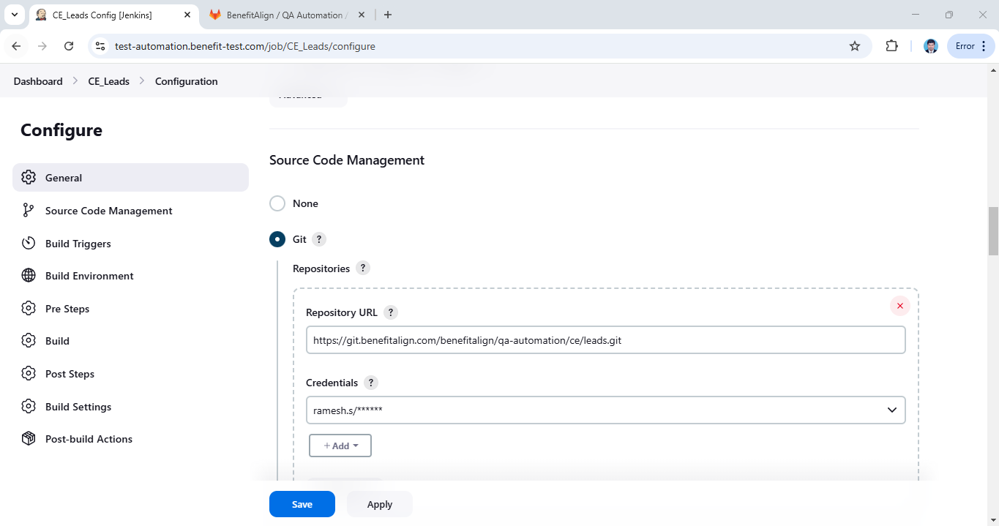 CE_Leads Config [Jenkins]
BenefitAlign / QA Automation /
test-automation.benefit-test.com/job/CE_Leads/configure
Error
Dashboard
CE_Leads
Configuration
Advanced
Configure
General
Source Code Management
Build Triggers
Build Environment
Pre Steps
Build
Post Steps
Build Settings
Post-build Actions
Source Code Management
None
Git ?
Repositories ?
Repository URL ?
https://git.benefitalign.com/benefitalign/qa-automation/ce/leads.git
Credentials ?
ramesh.s/******
+ Add
Save
Apply